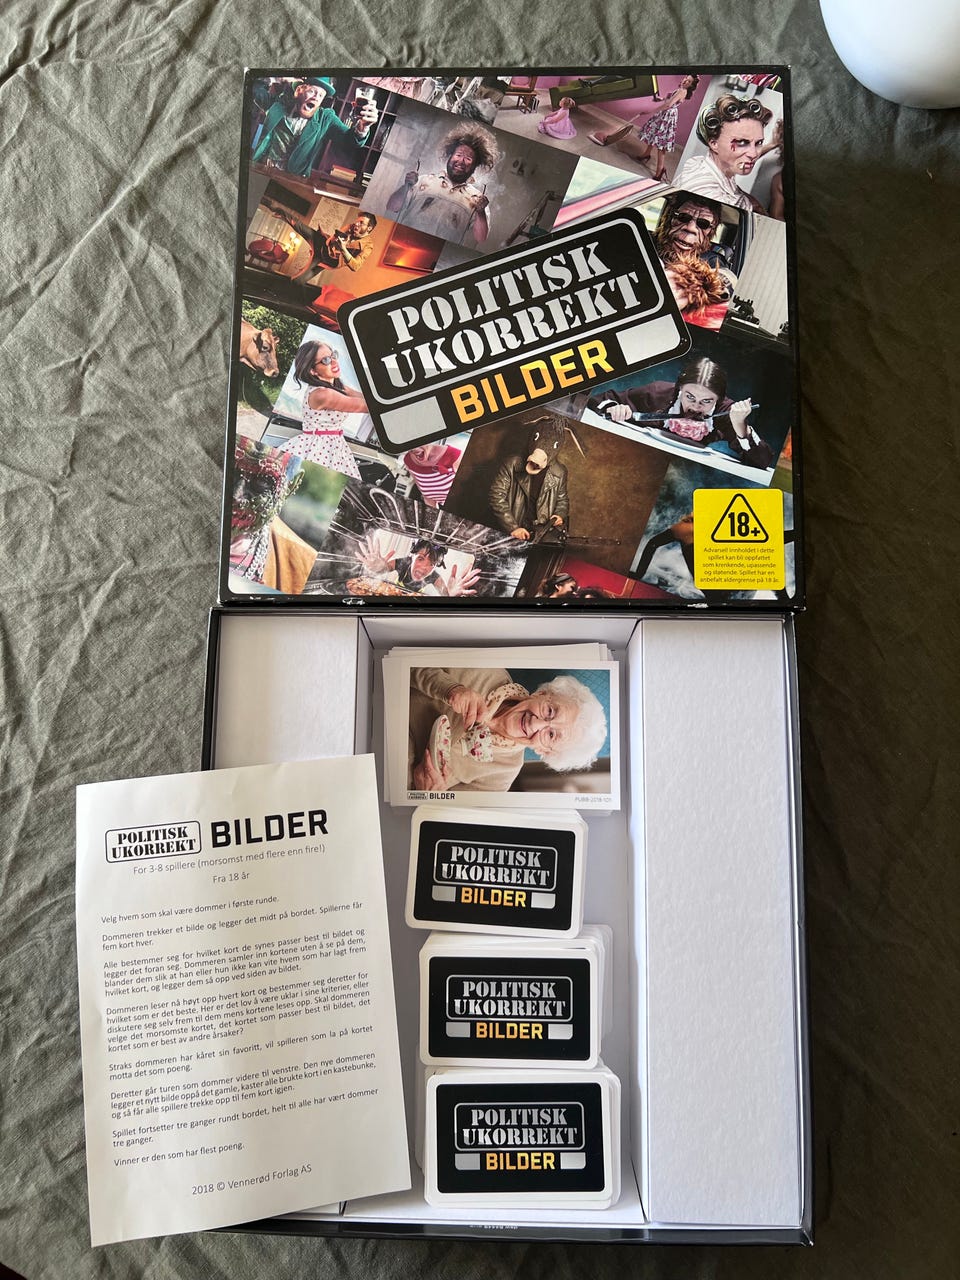 POLITISK
UKORREKT
BILDER
18+
Advarsel! Innholdet i dette
spillet kan bli oppfattet
som krenkende, upassende
og støtende. Spillet har en
anbefalt aldergrense på 18 år.
POLITISK
UKORREKT
BILDER
PUBB-2018-101
POLITISK
UKORREKT
BILDER
POLITISK
UKORREKT
BILDER
POLITISK
UKORREKT
BILDER
POLITISK
UKORREKT BILDER
For 3-8 spillere (morsomst med flere enn fire!)
Fra 18 år
Velg hvem som skal være dommer i første runde.
Dommeren trekker et bilde og legger det midt på bordet. Spillerne får
fem kort hver.
Alle bestemmer seg for hvilket kort de synes passer best til bildet og
legger det foran seg. Dommeren samler inn kortene uten å se på dem,
blander dem slik at han eller hun ikke kan vite hvem som har lagt frem
hvilket kort, og legger dem så opp ved siden av bildet.
Dommeren leser nå høyt opp hvert kort og bestemmer seg deretter for
hvilket som er det beste. Her er det lov å være uklar i sine kriterier, eller
diskutere seg selv frem til dem mens kortene leses opp. Skal dommeren
velge det morsomste kortet, det kortet som passer best til bildet, det
kortet som er best av andre årsaker?
Straks dommeren har kåret sin favoritt, vil spilleren som la på kortet
motta det som poeng.
Deretter går turen som dommer videre til venstre. Den nye dommeren
legger et nytt bilde oppå det gamle, kaster alle brukte kort i en kastebunke,
og så får alle spillere trekke opp til fem kort igjen.
Spillet fortsetter tre ganger rundt bordet, helt til alle har vært dommer
tre ganger.
Vinner er den som har flest poeng.
2018 © Vennerød Forlag AS